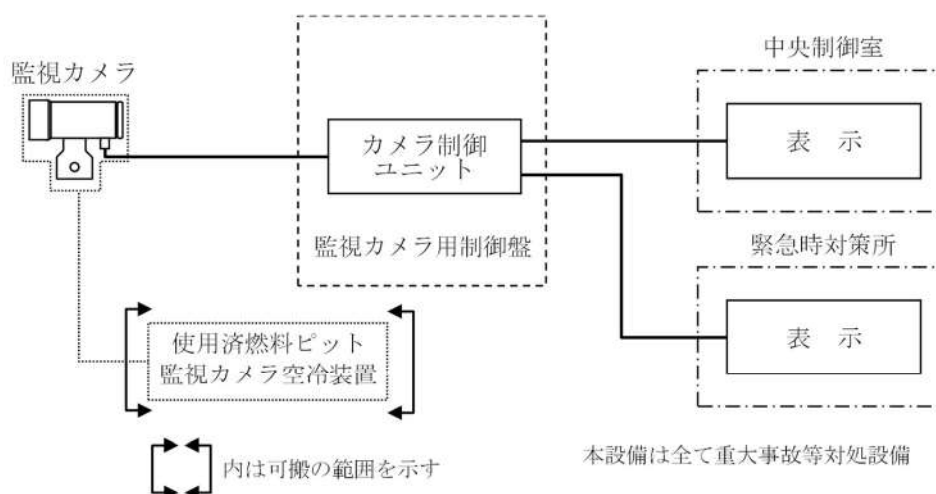 監視カメラ
カメラ制御
ユニット
監視カメラ用制御盤
中央制御室
表 示
緊急時対策所
表 示
使用済燃料ピット
監視カメラ空冷装置
内は可搬の範囲を示す
本設備は全て重大事故等対処設備